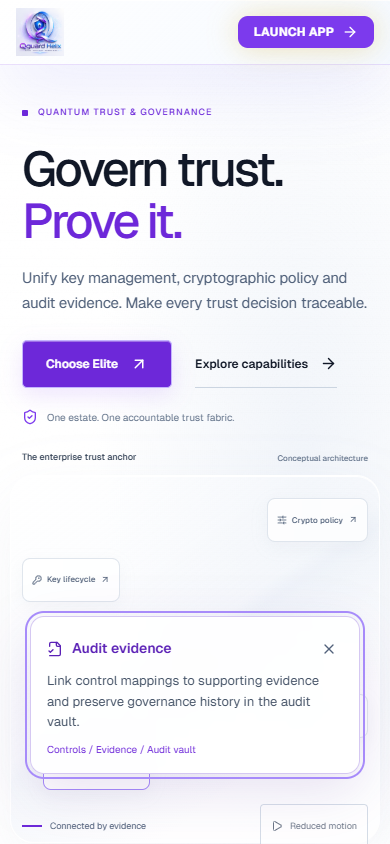 Qguard Helix
LAUNCH APP
QUANTUM TRUST & GOVERNANCE
Govern trust.
Prove it.
Unify key management, cryptographic policy and
audit evidence. Make every trust decision traceable.
Choose Elite
Explore capabilities
One estate. One accountable trust fabric.
The enterprise trust anchor
Conceptual architecture
Crypto policy
Key lifecycle
Audit evidence
Link control mappings to supporting evidence
and preserve governance history in the audit
vault.
Controls / Evidence / Audit vault
Connected by evidence
Reduced motion